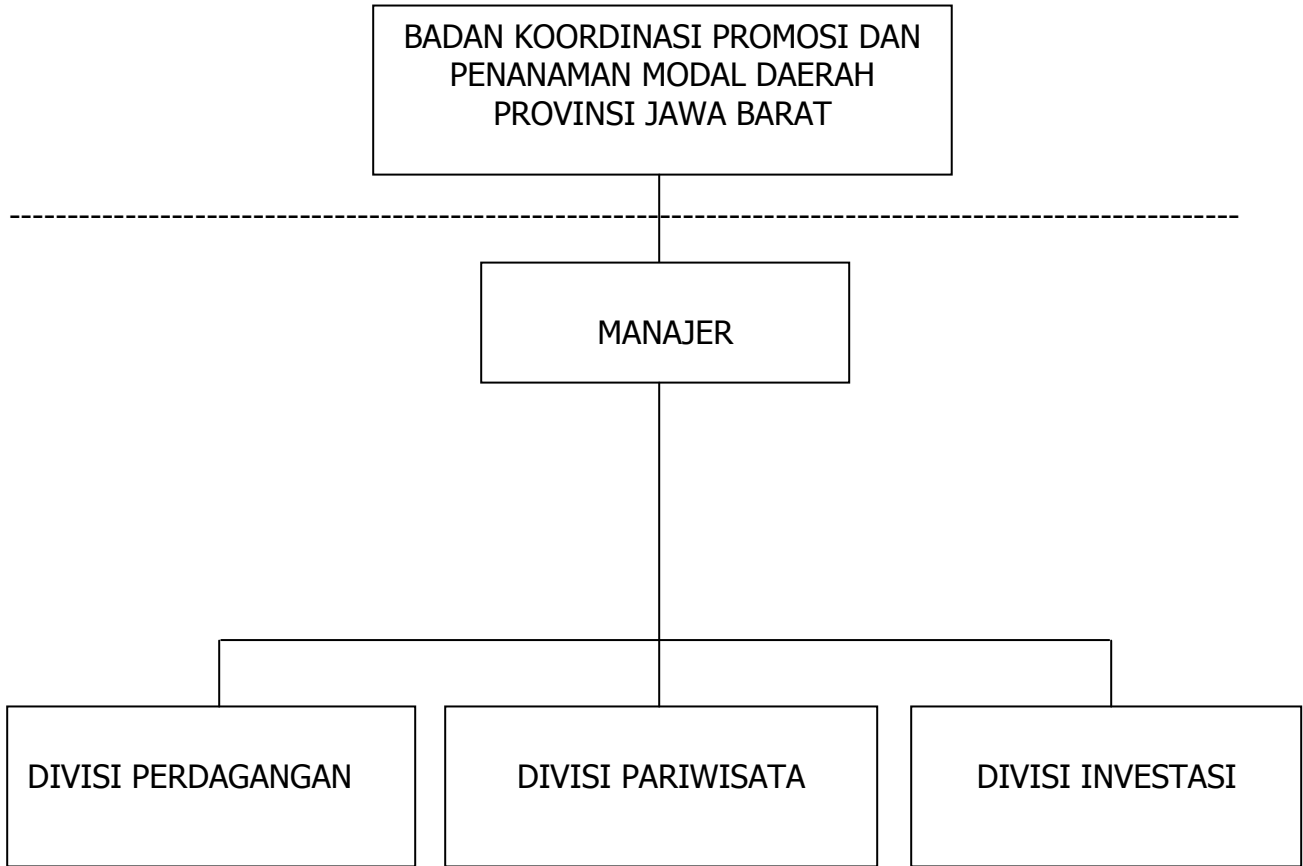 BADAN KOORDINASI PROMOSI DAN
PENANAMAN MODAL DAERAH
PROVINSI JAWA BARAT
MANAJER
DIVISI PERDAGANGAN
DIVISI PARIWISATA
DIVISI INVESTASI